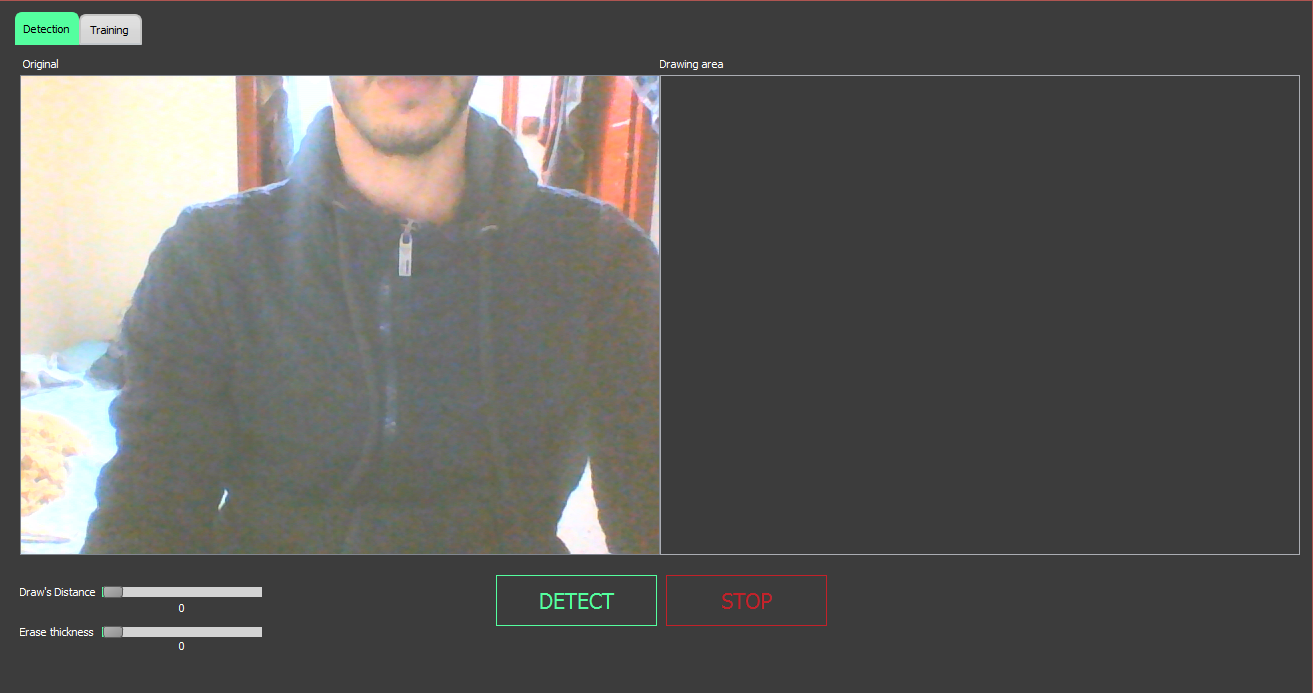 Detection Training
Original Drawing area
Draw's Distance
0
Erase thickness
0
DETECT STOP